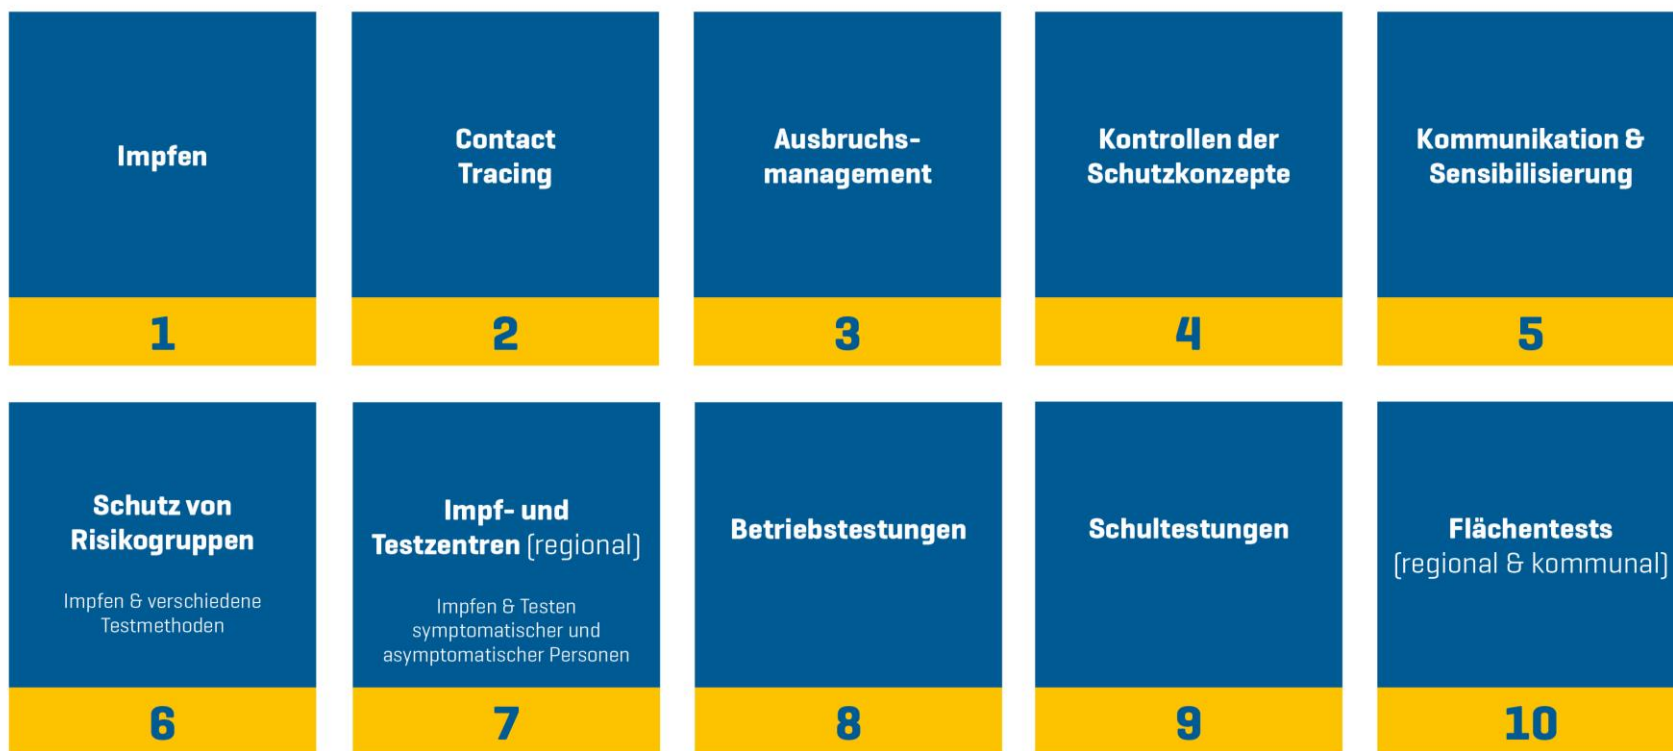 Impfen
1
Contact
Tracing
2
Ausbruchs-
management
3
Kontrollen der
Schutzkonzepte
4
Kommunikation &
Sensibilisierung
5
Schutz von
Risikogruppen
Impfen & verschiedene
Testmethoden
6
Impf- und
Testzentren (regional)
Impfen & Testen
symptomatischer und
asymptomatischer Personen
7
Betriebstestungen
8
Schultestungen
9
Flächentests
(regional & kommunal)
10